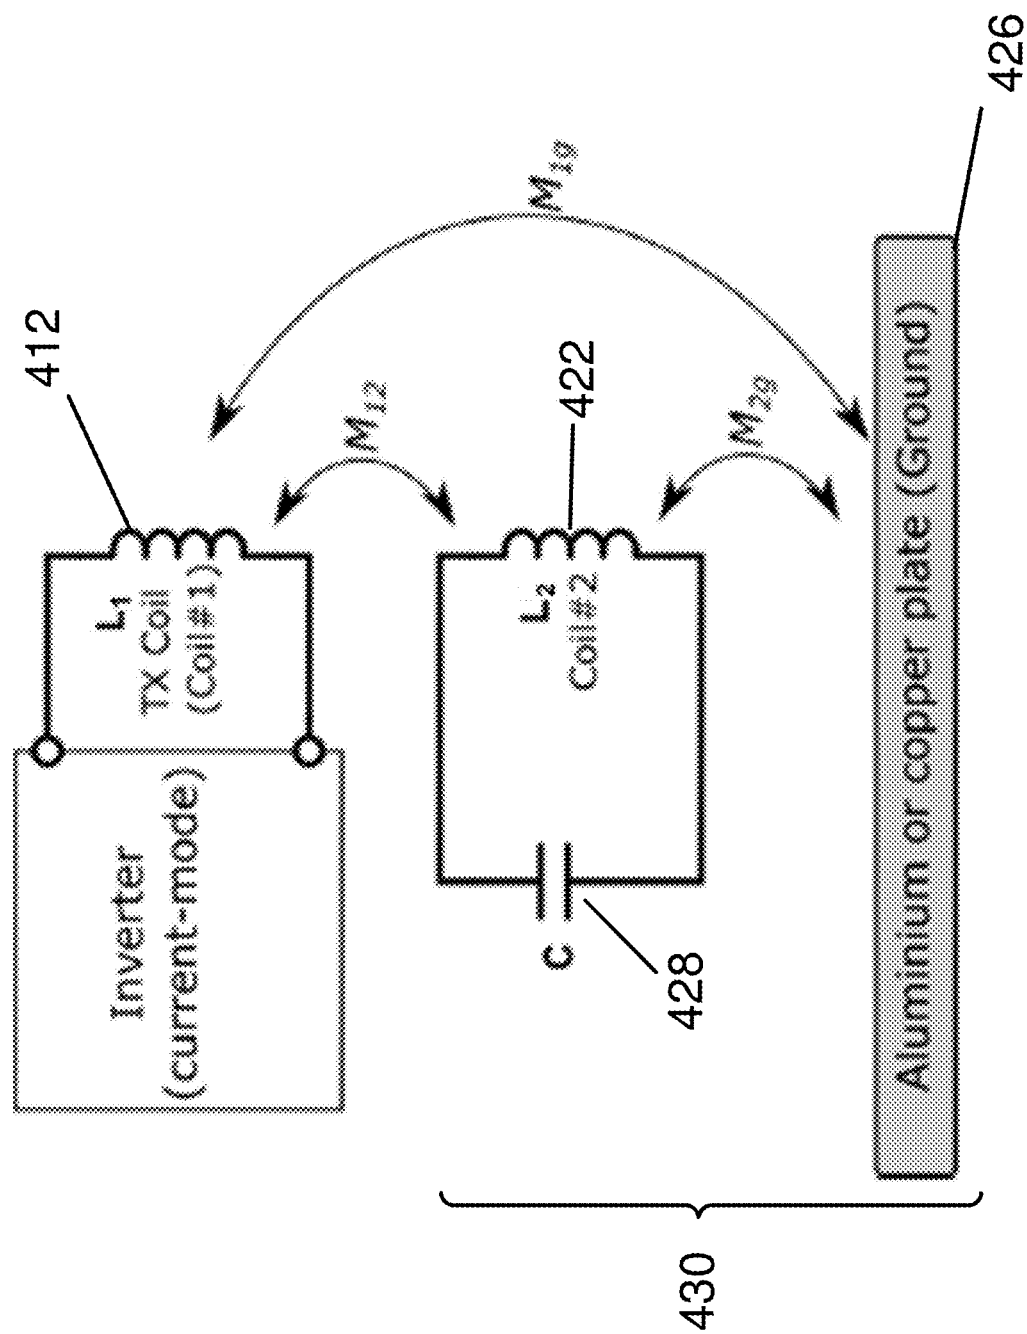 Inverter
(current-mode)
L1
TX Coil
(Coil#1)
412
M12
M1g
C
428
L2
Coil#2
422
M2g
Aluminium or copper plate (Ground)
426
430